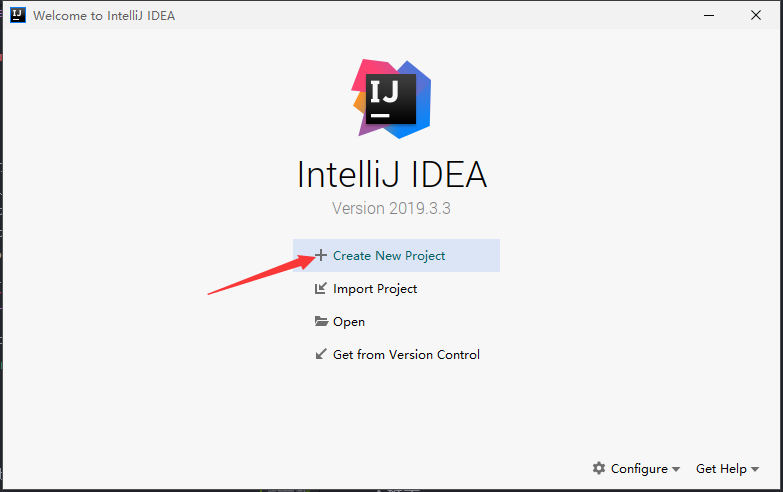 Welcome to IntelliJ IDEA
IJ
IntelliJ IDEA
Version 2019.3.3
Create New Project
Import Project
Open
Get from Version Control
Configure
Get Help